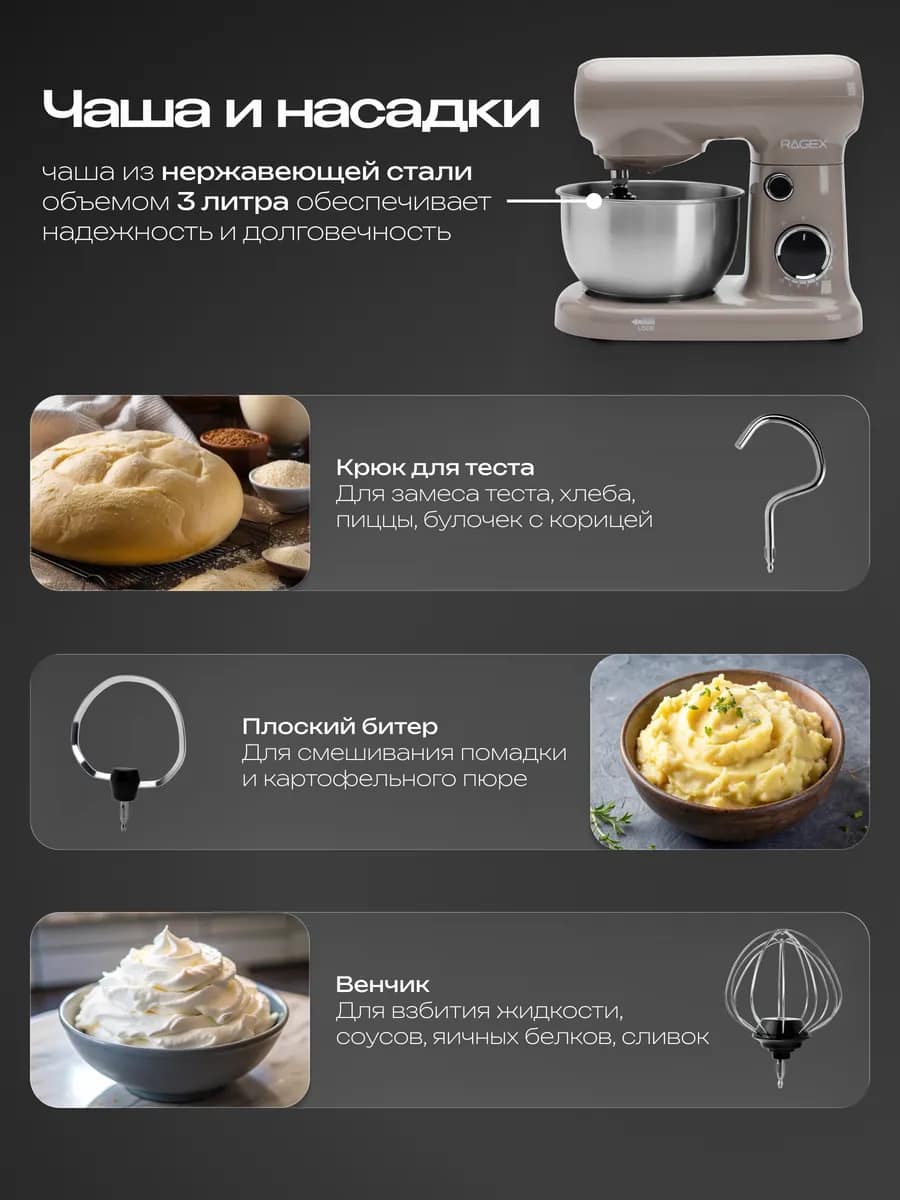 Чаша и насадки
чаша из нержавеющей стали
объемом 3 литра обеспечивает
надежность и долговечность
RAGEX
LOCK
Крюк для теста
Для замеса теста, хлеба,
пиццы, булочек с корицей
Плоский битер
Для смешивания помадки
и картофельного пюре
Венчик
Для взбития жидкости,
соусов, яичных белков, сливок